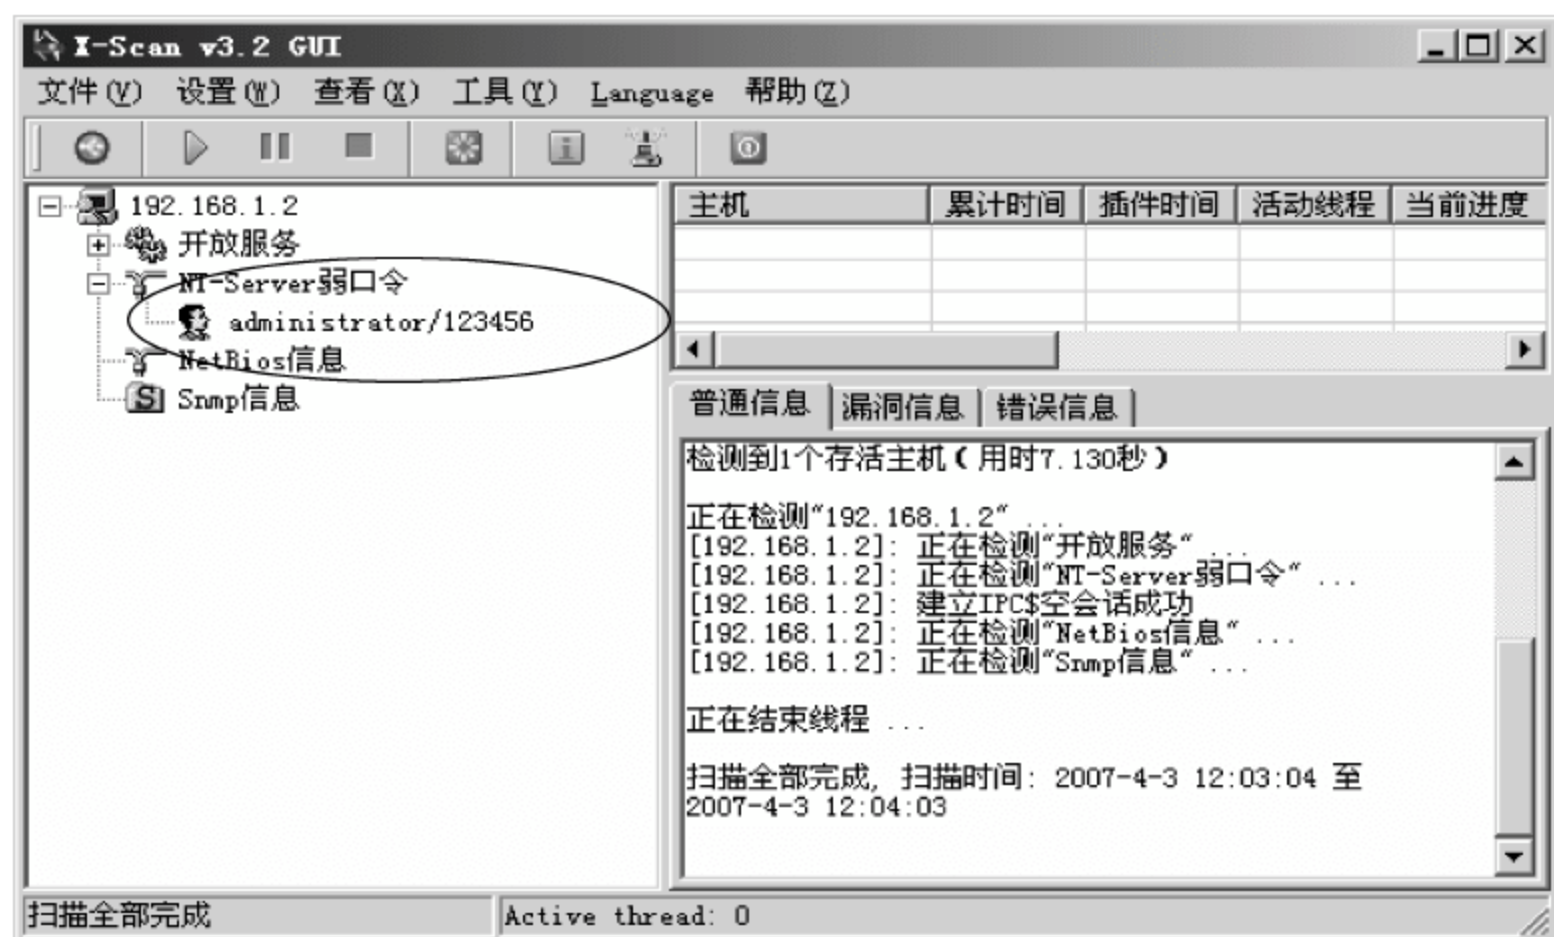 X-Scan v3.2 GUI
文件(V) 设置(W) 查看(X) 工具(Y) Language 帮助(Z)
192.168.1.2
开放服务
NT-Server弱口令
administrator/123456
NetBios信息
Snmp信息
主机 累计时间 插件时间 活动线程 当前进度
普通信息 漏洞信息 错误信息
检测到1个存活主机(用时7.130秒)
正在检测"192.168.1.2" ...
[192.168.1.2]: 正在检测"开放服务" ...
[192.168.1.2]: 正在检测"NT-Server弱口令" ...
[192.168.1.2]: 建立IPC$空会话成功
[192.168.1.2]: 正在检测"NetBios信息" ...
[192.168.1.2]: 正在检测"Snmp信息" ...
正在结束线程 ...
扫描全部完成, 扫描时间: 2007-4-3 12:03:04 至
2007-4-3 12:04:03
扫描全部完成 Active thread: 0